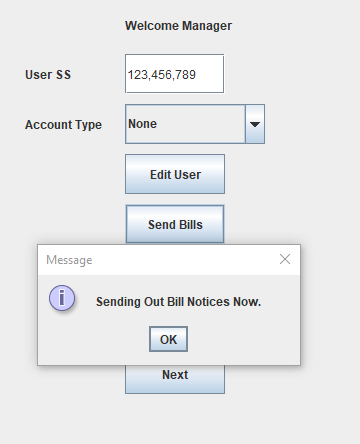 Welcome Manager
User SS
123,456,789
Account Type
None
Edit User
Send Bills
Message
Sending Out Bill Notices Now.
OK
Next